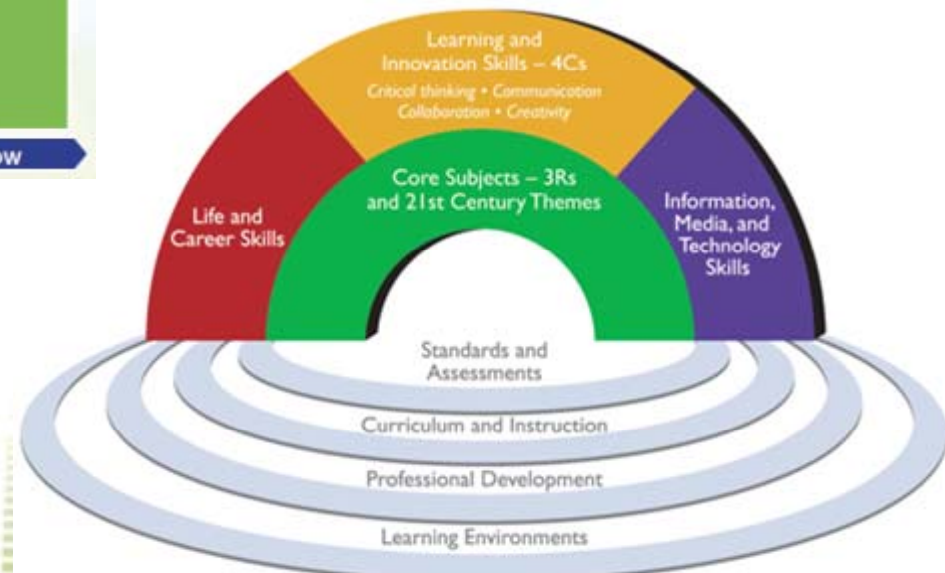 Learning and
Innovation Skills – 4Cs
Critical thinking • Communication
Collaboration • Creativity
Core Subjects – 3Rs
and 21st Century Themes
Life and
Career Skills
Information,
Media, and
Technology
Skills
Standards and
Assessments
Curriculum and Instruction
Professional Development
Learning Environments